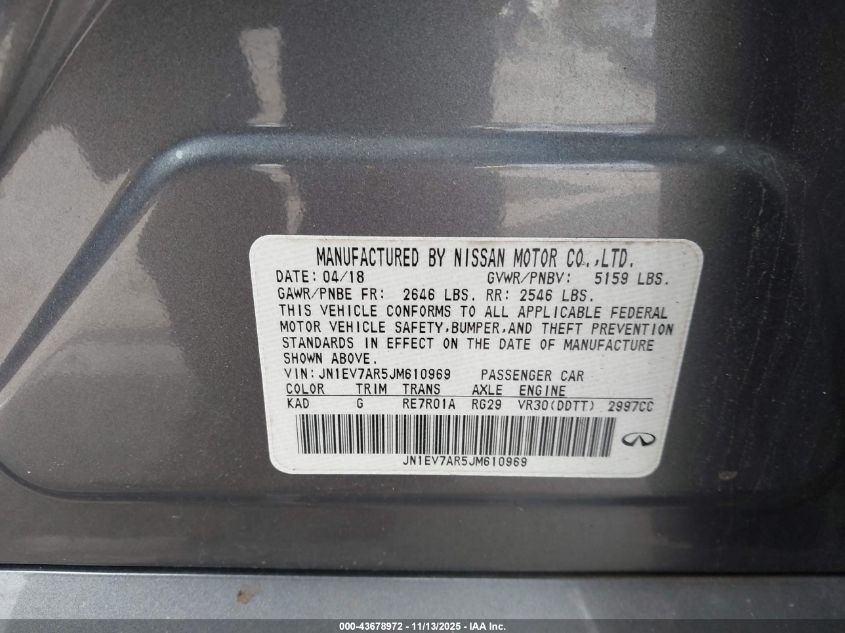 MANUFACTURED BY NISSAN MOTOR CO.,LTD.
DATE: 04/18 GVWR/PNBV: 5159 LBS.
GAWR/PNBE FR: 2646 LBS. RR: 2546 LBS.
THIS VEHICLE CONFORMS TO ALL APPLICABLE FEDERAL
MOTOR VEHICLE SAFETY,BUMPER,AND THEFT PREVENTION
STANDARDS IN EFFECT ON THE DATE OF MANUFACTURE
SHOWN ABOVE.
VIN:JN1EV7AR5JM610969 PASSENGER CAR
COLOR TRIM TRANS AXLE ENGINE
KAD G RE7R01A RG29 VR30(DDTT) 2997CC
JN1EV7AR5JM610969
000-43678972 - 11/13/2025 - IAA Inc.